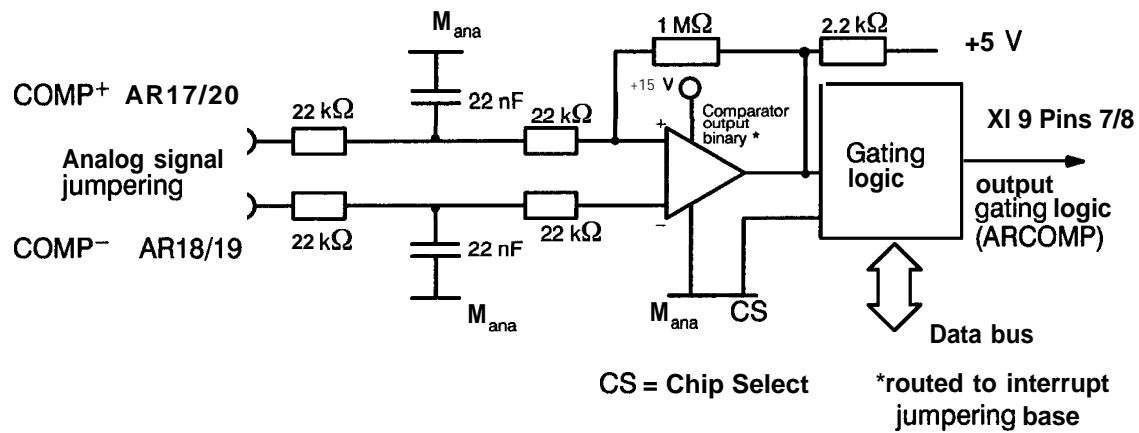 M ana
1 MΩ
2.2 kΩ
+5 V
COMP+ AR17/20
22 kΩ
22 nF
22 kΩ
+15 V
Comparator
output
binary *
+
XI 9 Pins 7/8
Analog signal
jumpering
Gating
logic
output
gating logic
(ARCOMP)
COMP− AR18/19
22 kΩ
22 nF
22 kΩ
−
M ana
M ana
CS
Data bus
CS = Chip Select
*routed to interrupt
jumpering base